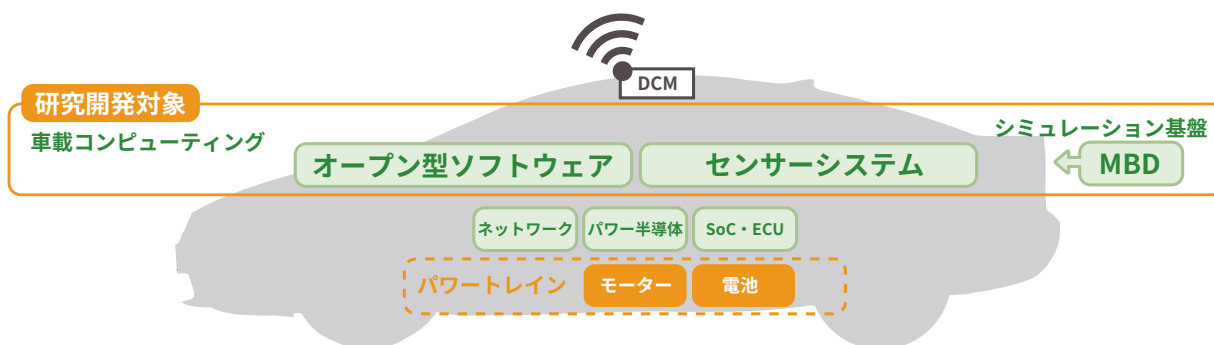 DCM
研究開発対象
車載コンピューティング
シミュレーション基盤
オープン型ソフトウェア
センサーシステム
MBD
ネットワーク
パワー半導体
SoC・ECU
パワートレイン
モーター
電池